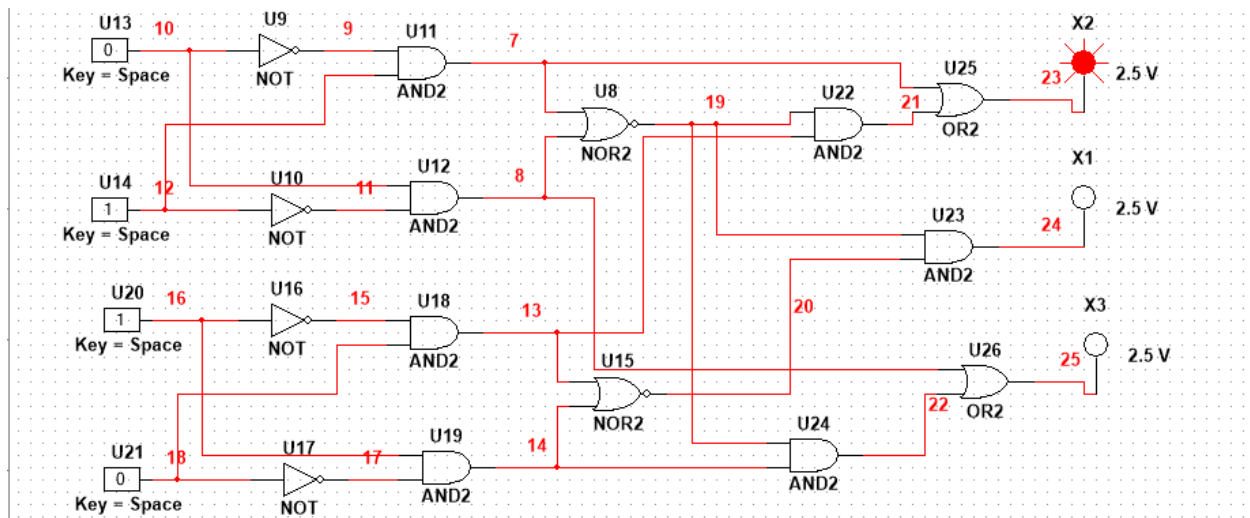 U13
0
Key = Space
10
U9
NOT
9
U11
AND2
7
X2
23
2.5 V
U25
OR2
U8
NOR2
19
U22
AND2
21
U14
1
Key = Space
12
U10
NOT
11
U12
AND2
8
X1
24
2.5 V
U23
AND2
20
U20
1
Key = Space
16
U16
NOT
15
U18
AND2
13
X3
25
2.5 V
U26
OR2
22
U15
NOR2
U21
0
Key = Space
18
U17
NOT
17
U19
AND2
14
U24
AND2